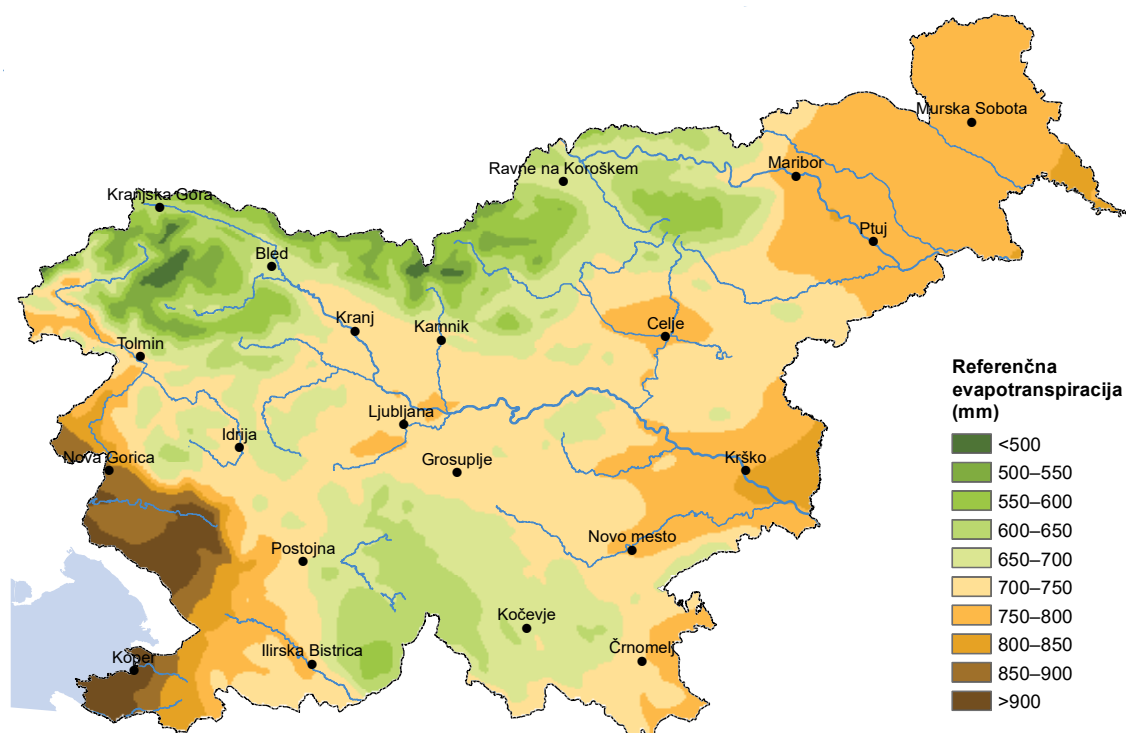 Murska Sobota
Ravne na Koroškem
Maribor
Kranjska Gora
Ptuj
Bled
Kranj
Kamnik
Celje
Tolmin
Ljubljana
Idrija
Nova Gorica
Grosuplje
Krško
Postojna
Novo mesto
Kočevje
Koper
Ilirska Bistrica
Črnomelj
Referenčna
evapotranspiracija
(mm)
<500
500–550
550–600
600–650
650–700
700–750
750–800
800–850
850–900
>900